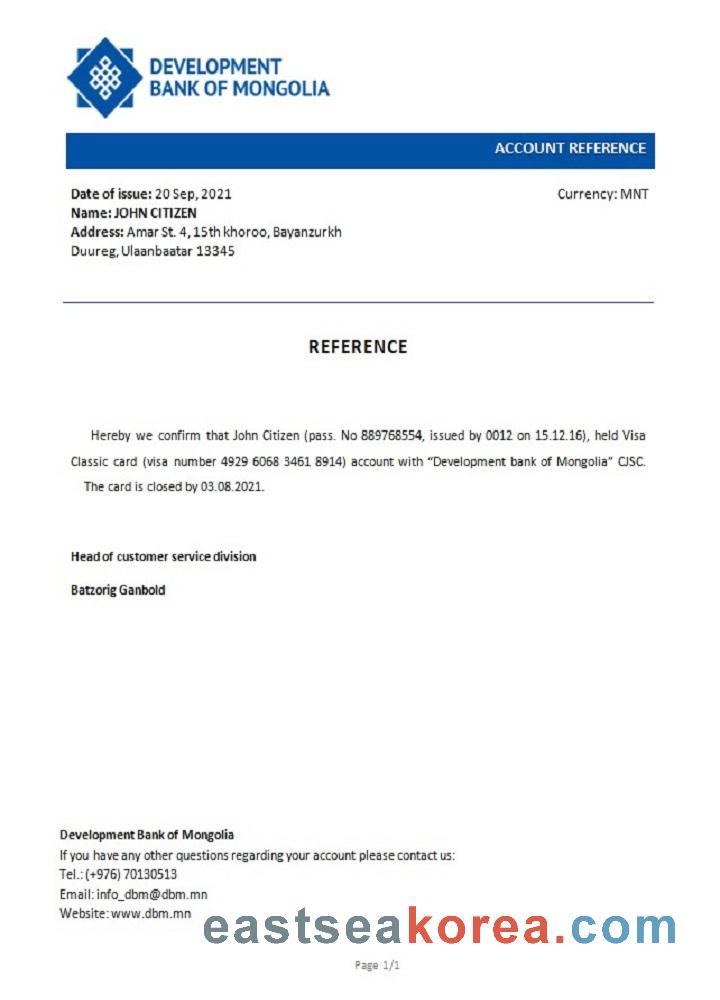 DEVELOPMENT
BANK OF MONGOLIA
ACCOUNT REFERENCE
Date of issue: 20 Sep, 2021
Currency: MNT
Name: JOHN CITIZEN
Address: Amar St. 4, 15th khoroo, Bayanzurkh
Duureg, Ulaanbaatar 13345
REFERENCE
Hereby we confirm that John Citizen (pass. No 889768554, issued by 0012 on 15.12.16), held Visa
Classic card (visa number 4929 6068 3461 8914) account with “Development bank of Mongolia” CJSC.
The card is closed by 03.08.2021.
Head of customer service division
Batzorig Ganbold
Development Bank of Mongolia
If you have any other questions regarding your account please contact us:
Tel.: (+976) 70130513
Email: info_dbm@dbm.mn
Website: www.dbm.mn
eastseakorea.com
Page 1/1